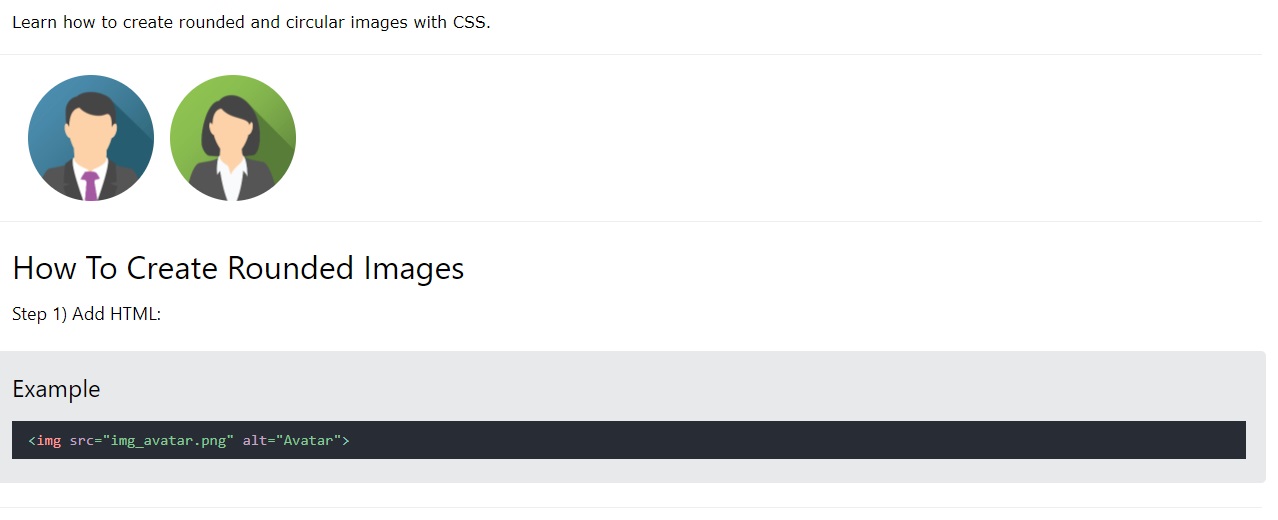 Learn how to create rounded and circular images with CSS.
How To Create Rounded Images
Step 1) Add HTML:
Example
<img src="img_avatar.png" alt="Avatar">